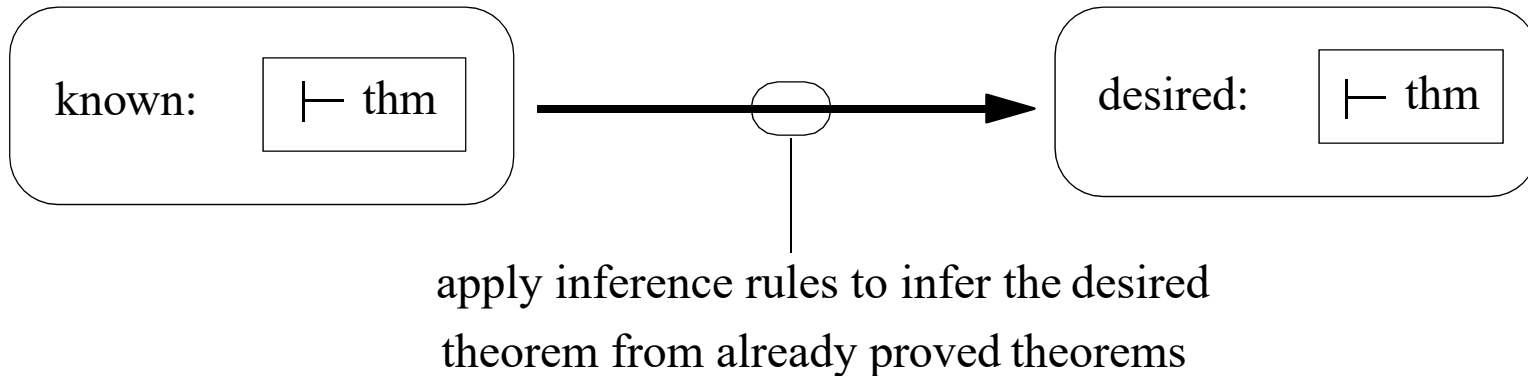 known: ⊢ thm
desired: ⊢ thm
apply inference rules to infer the desired
theorem from already proved theorems